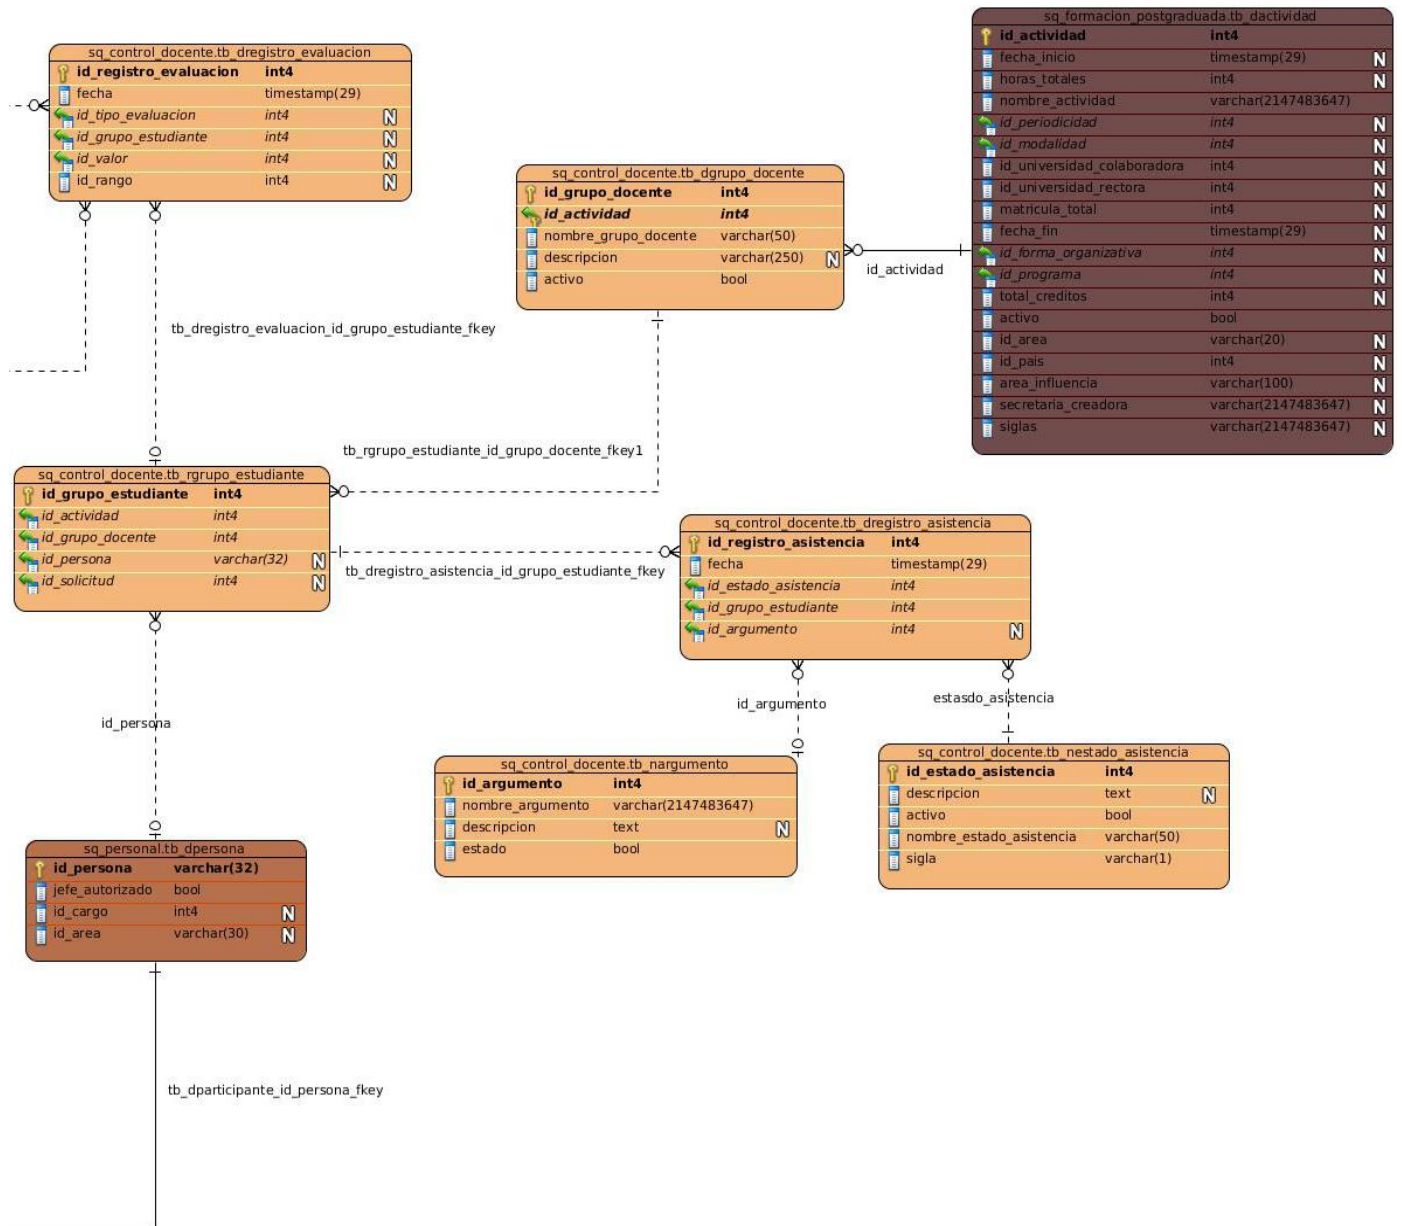 sq_control_docente.tb_dregistro_evaluacion
id_registro_evaluacion int4
fecha timestamp(29)
id_tipo_evaluacion int4 N
id_grupo_estudiante int4 N
id_valor int4 N
id_rango int4 N
sq_formacion_postgraduada.tb_dactividad
id_actividad int4
fecha_inicio timestamp(29) N
horas_totales int4 N
nombre_actividad varchar(2147483647)
id_periodicidad int4 N
id_modalidad int4 N
id_universidad_colaboradora int4 N
id_universidad_rectora int4 N
matricula_total int4 N
fecha_fin timestamp(29) N
id_forma_organizativa int4 N
id_programa int4 N
total_creditos int4 N
activo bool
id_area varchar(20) N
id_pais int4 N
area_influencia varchar(100) N
secretaria_creadora varchar(2147483647) N
siglas varchar(2147483647) N
sq_control_docente.tb_dgrupo_docente
id_grupo_docente int4
id_actividad int4
nombre_grupo_docente varchar(50)
descripcion varchar(250) N
activo bool
id_actividad
tb_dregistro_evaluacion_id_grupo_estudiante_fkey
tb_rgrupo_estudiante_id_grupo_docente_fkey1
sq_control_docente.tb_rgrupo_estudiante
id_grupo_estudiante int4
id_actividad int4
id_grupo_docente int4
id_persona varchar(32) N
id_solicitud int4 N
tb_dregistro_asistencia_id_grupo_estudiante_fkey
sq_control_docente.tb_dregistro_asistencia
id_registro_asistencia int4
fecha timestamp(29)
id_estado_asistencia int4
id_grupo_estudiante int4
id_argumento int4 N
id_persona
id_argumento
estasdo_asistencia
sq_control_docente.tb_nargumento
id_argumento int4
nombre_argumento varchar(2147483647)
descripcion text N
estado bool
sq_control_docente.tb_nestado_asistencia
id_estado_asistencia int4
descripcion text N
activo bool
nombre_estado_asistencia varchar(50)
sigla varchar(1)
sq_personal.tb_dpersona
id_persona varchar(32)
jefe_autorizado bool
id_cargo int4 N
id_area varchar(30) N
tb_dparticipante_id_persona_fkey